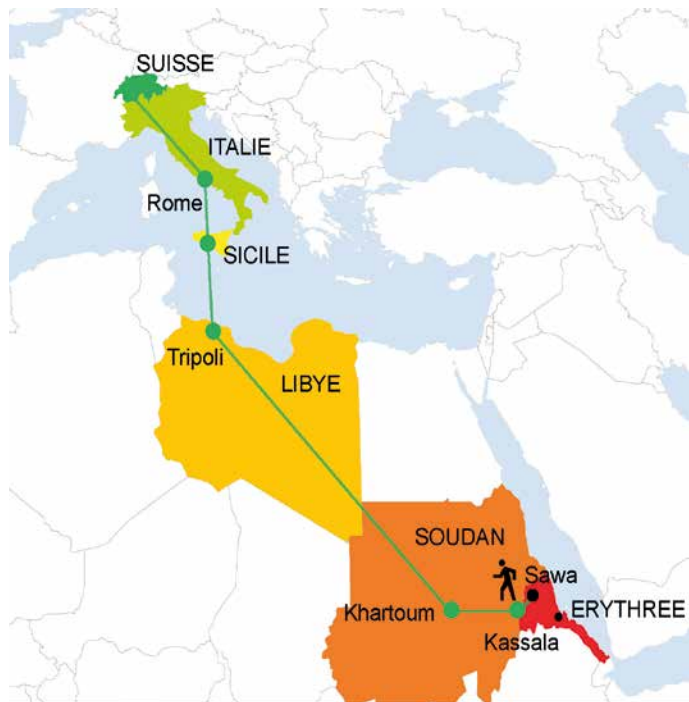 SUISSE
ITALIE
Rome
SICILE
Tripoli
LIBYE
SOUDAN
Sawa
Khartoum
ERYTHREE
Kassala